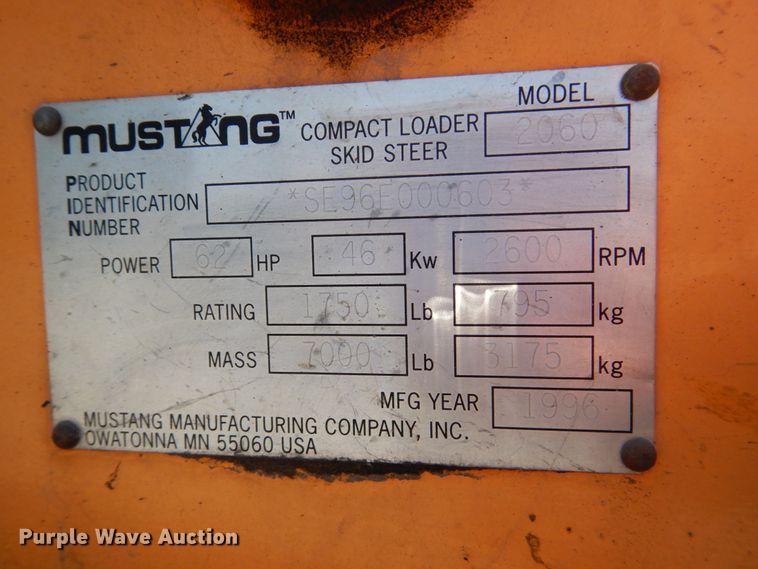 MUSTANG™ COMPACT LOADER SKID STEER MODEL 2060
PRODUCT IDENTIFICATION NUMBER *SE96E000603*
POWER 62 HP 46 Kw 2600 RPM
RATING 1750 Lb 795 kg
MASS 7000 Lb 3175 kg
MFG YEAR 1996
MUSTANG MANUFACTURING COMPANY, INC.
OWATONNA MN 55060 USA
Purple Wave Auction